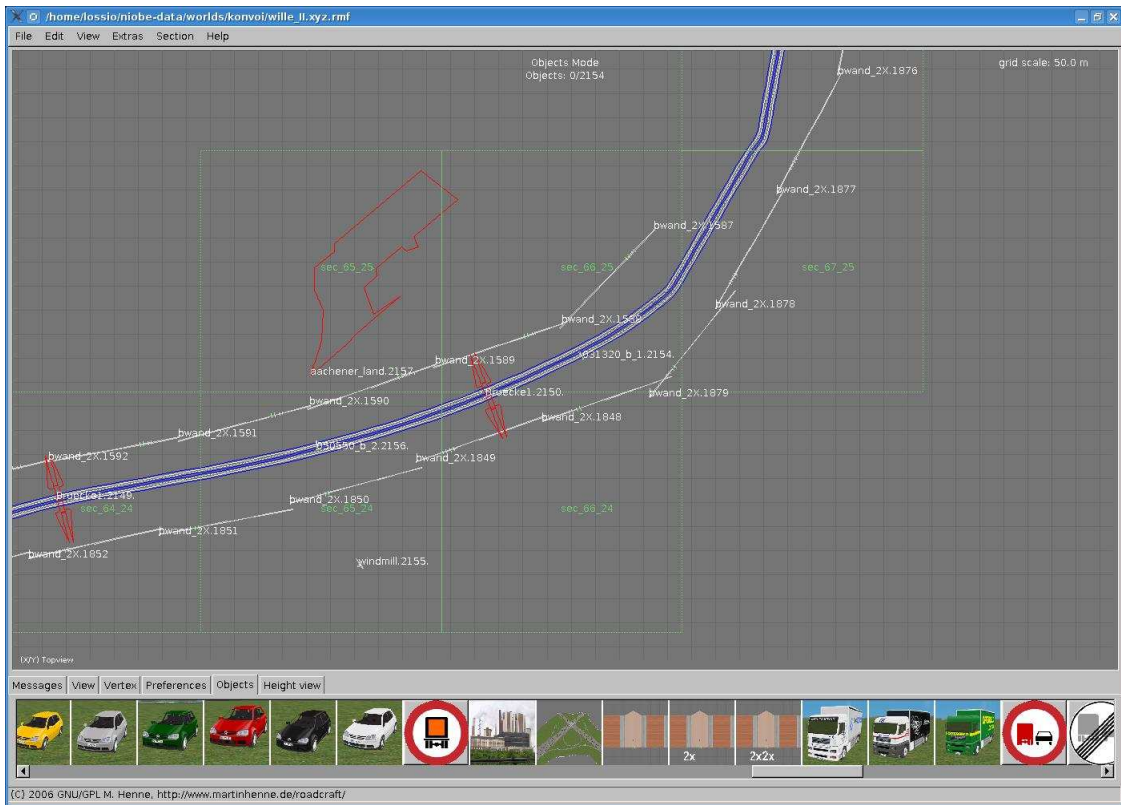 /home/lossio/niobe-data/worlds/konvoi/wille_II.xyz.rmf
File Edit View Extras Section Help
Objects Mode
Objects: 0/2154
grid scale: 50.0 m
bwand_2X.1876
bwand_2X.1877
bwand_2X.1587
sec_65_25
sec_66_25
sec_67_25
bwand_2X.1878
bwand_2X.1588
031320_b_1.2154.
bwand_2X.1589
aachener_land.2157.
Bruecke1.2150.
bwand_2X.1879
bwand_2X.1590
bwand_2X.1848
bwand_2X.1591
030550_b_2.2156.
bwand_2X.1592
bwand_2X.1849
Bruecke1.2149.
bwand_2X.1850
sec_64_24
sec_65_24
sec_66_24
bwand_2X.1851
bwand_2X.1852
windmill.2155.
(X/Y) Topview
Messages View Vertex Preferences Objects Height view
2x
2x2x
(C) 2006 GNU/GPL M. Henne, http://www.martinhenne.de/roadcraft/